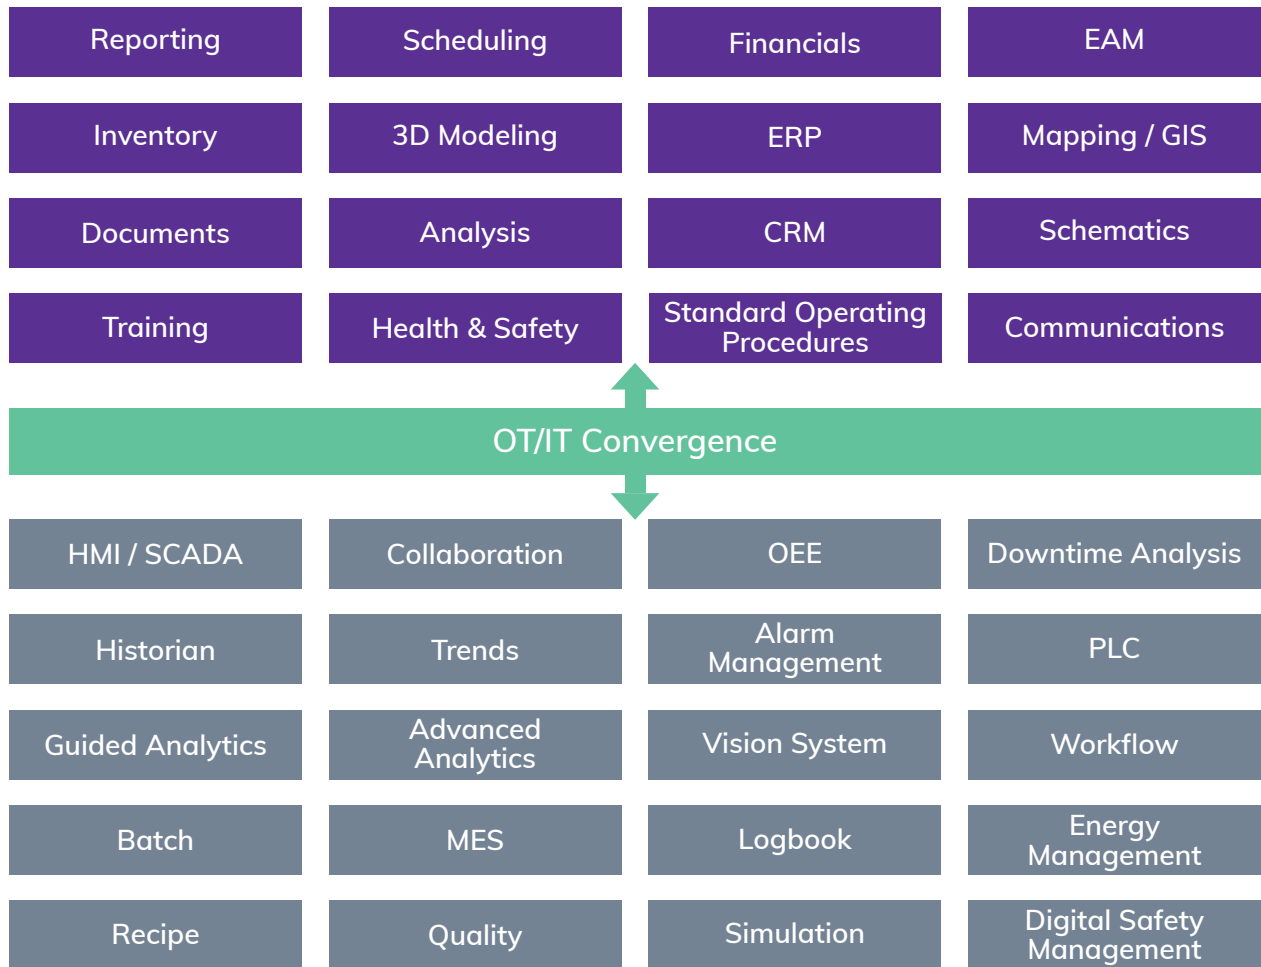 Reporting
Scheduling
Financials
EAM
Inventory
3D Modeling
ERP
Mapping / GIS
Documents
Analysis
CRM
Schematics
Training
Health & Safety
Standard Operating
Procedures
Communications
OT/IT Convergence
HMI / SCADA
Collaboration
OEE
Downtime Analysis
Historian
Trends
Alarm
Management
PLC
Guided Analytics
Advanced
Analytics
Vision System
Workflow
Batch
MES
Logbook
Energy
Management
Recipe
Quality
Simulation
Digital Safety
Management